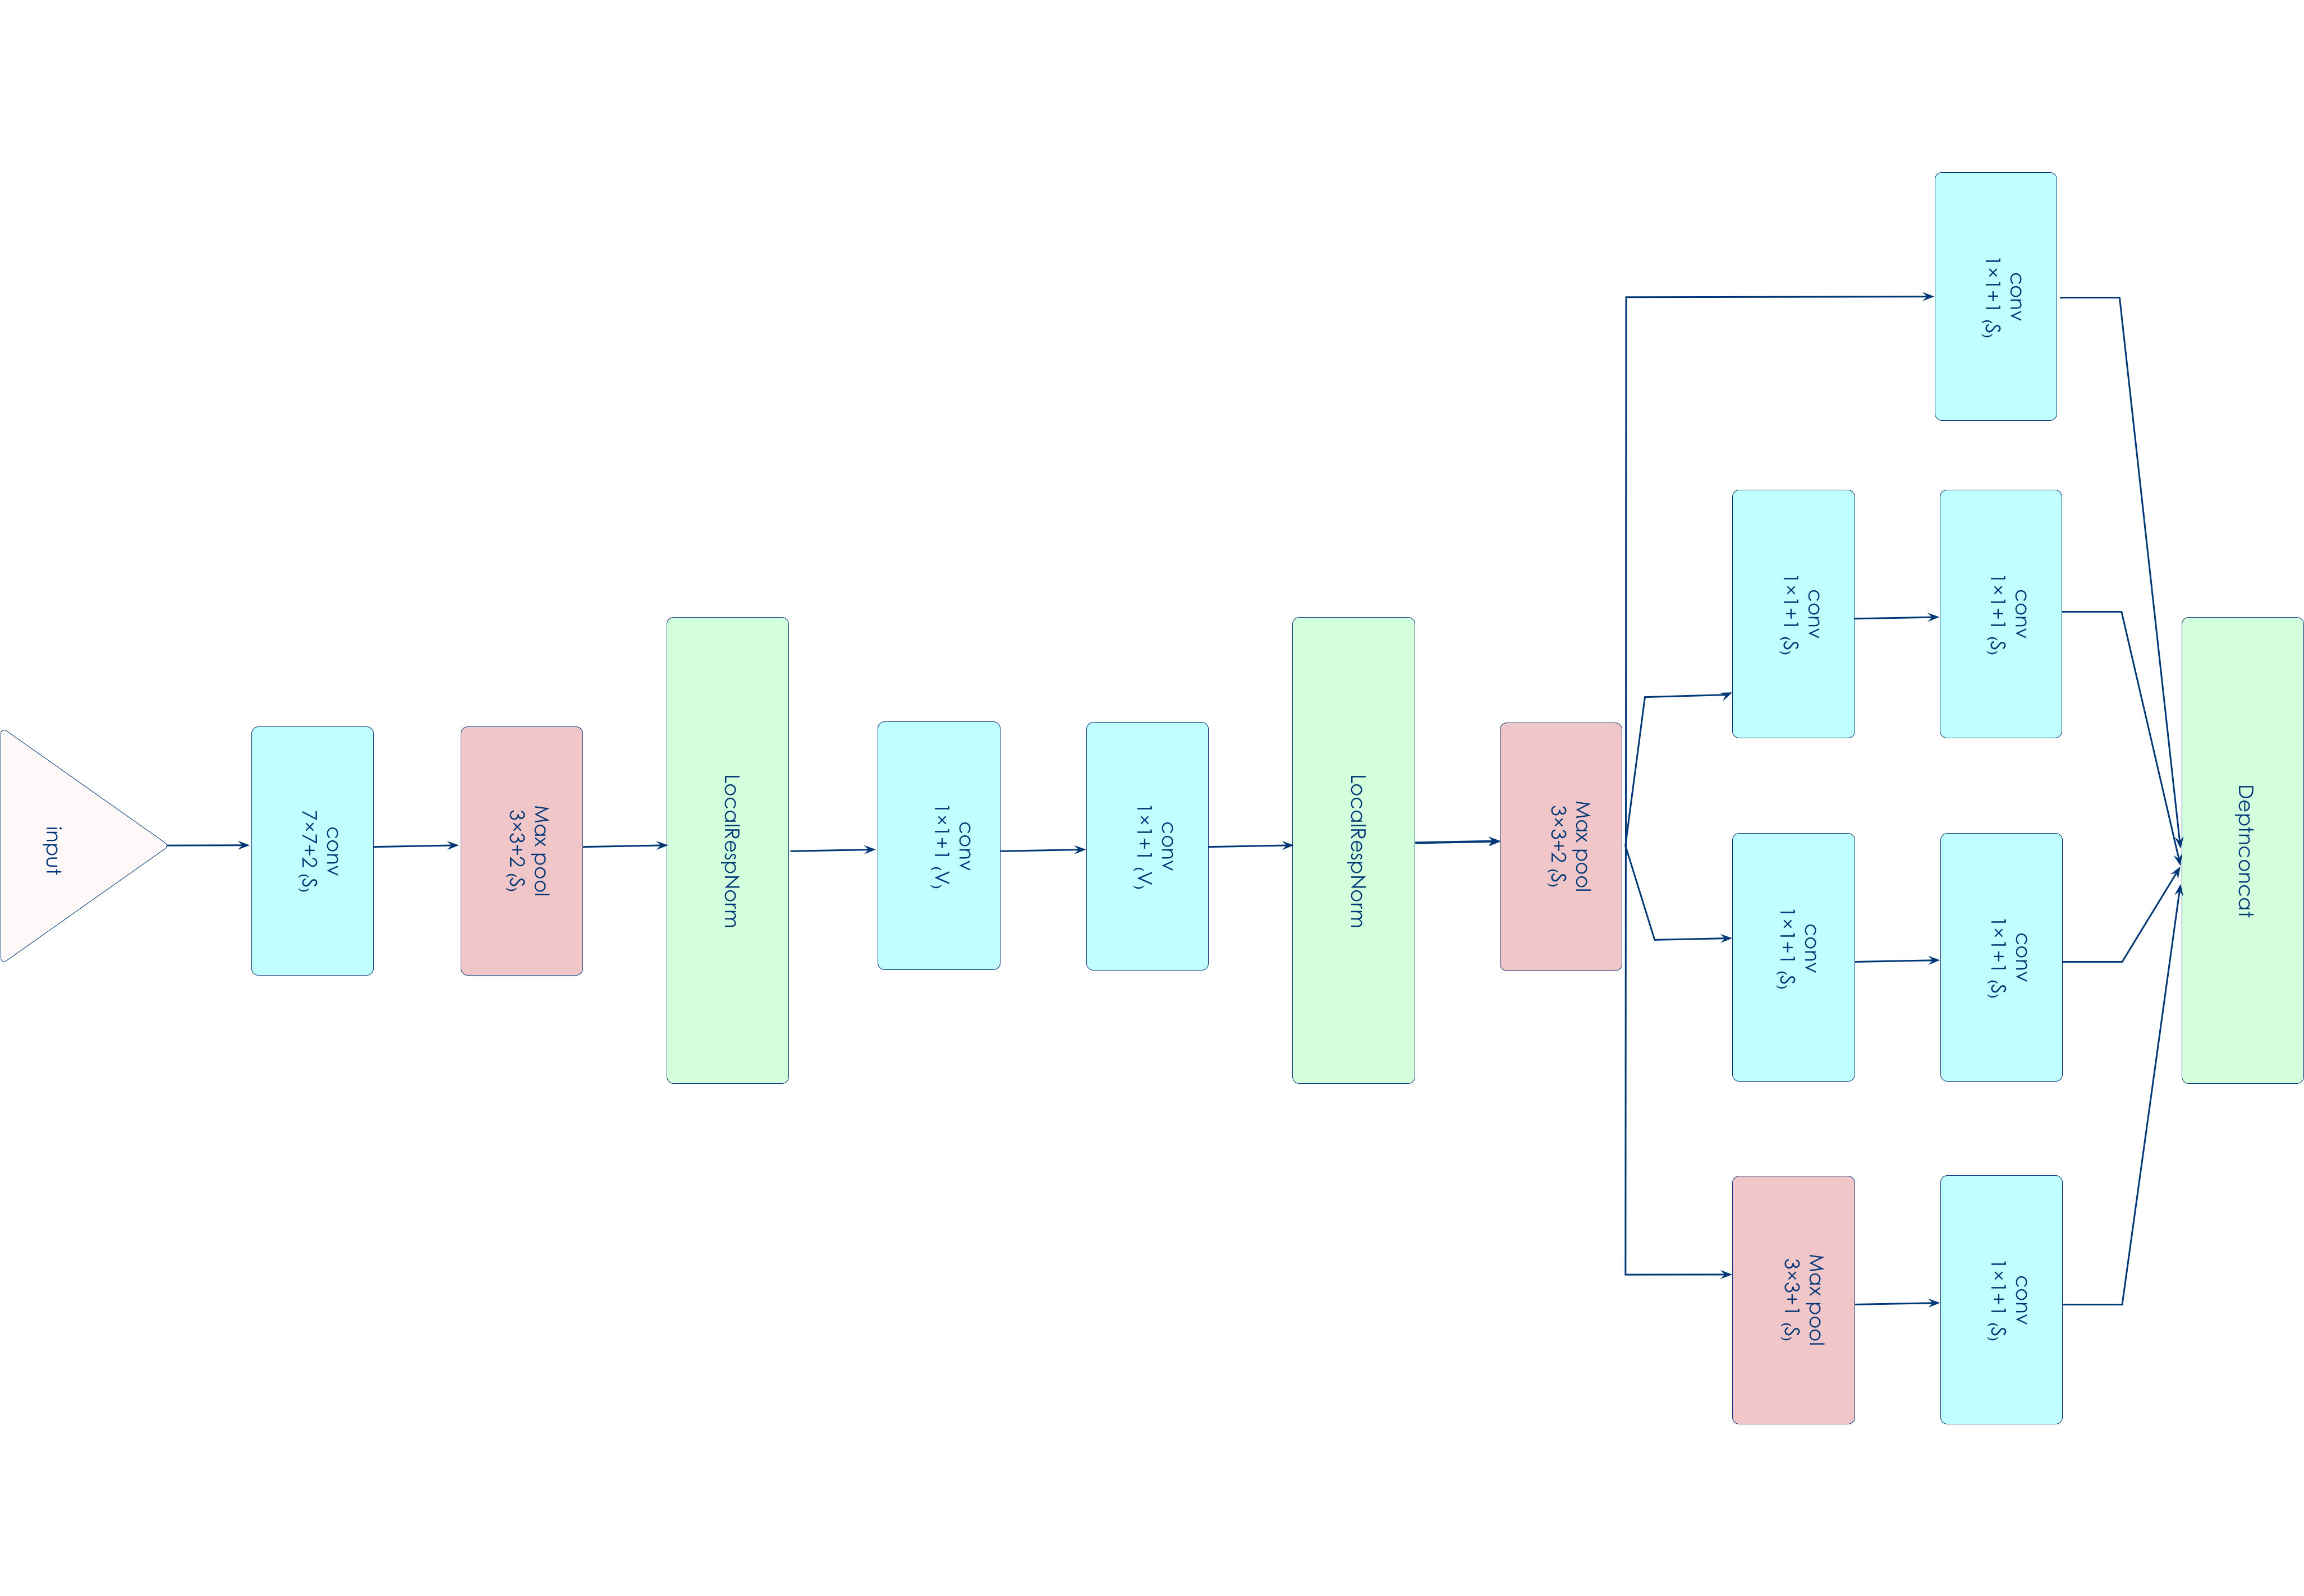 input
conv
7×7+2 (S)
Max pool
3×3+2 (S)
LocalRespNorm
conv
1×1+1 (V)
conv
1×1+1 (V)
LocalRespNorm
Max pool
3×3+2 (S)
conv
1×1+1 (S)
conv
1×1+1 (S)
conv
1×1+1 (S)
conv
1×1+1 (S)
conv
1×1+1 (S)
Max pool
3×3+1 (S)
conv
1×1+1 (S)
Deptnconcat